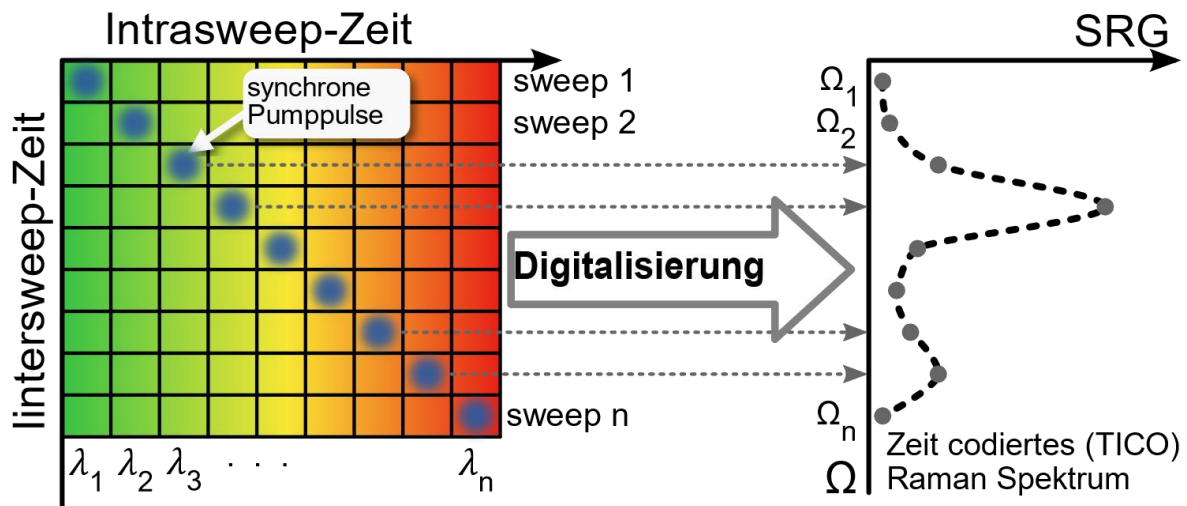 Intrasweep-Zeit
SRG
Iintersweep-Zeit
synchrone
Pumppulse
sweep 1
sweep 2
sweep n
λ1 λ2 λ3 · · · λn
Digitalisierung
Ω1
Ω2
Ωn
Ω
Zeit codiertes (TICO)
Raman Spektrum